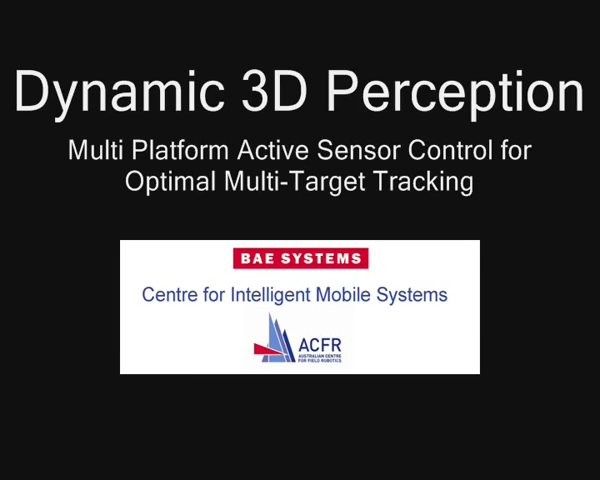 Dynamic 3D Perception
Multi Platform Active Sensor Control for
Optimal Multi-Target Tracking
BAE SYSTEMS
Centre for Intelligent Mobile Systems
ACFR
AUSTRALIAN CENTRE
FOR FIELD ROBOTICS